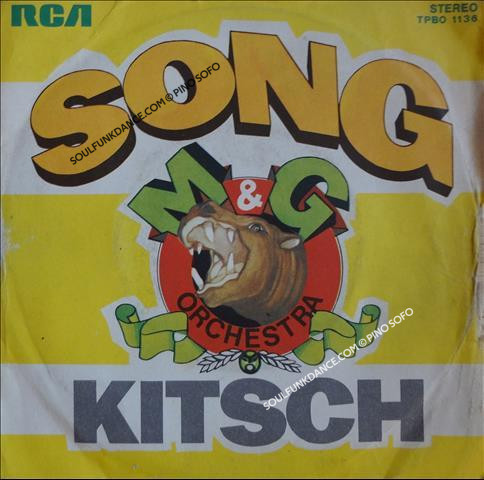 RCA
STEREO
TPBO 1136
SONG
SOULFUNKDANCE.COM © PINO SOFO
M & G
ORCHESTRA
SOULFUNKDANCE.COM © PINO SOFO
KITSCH